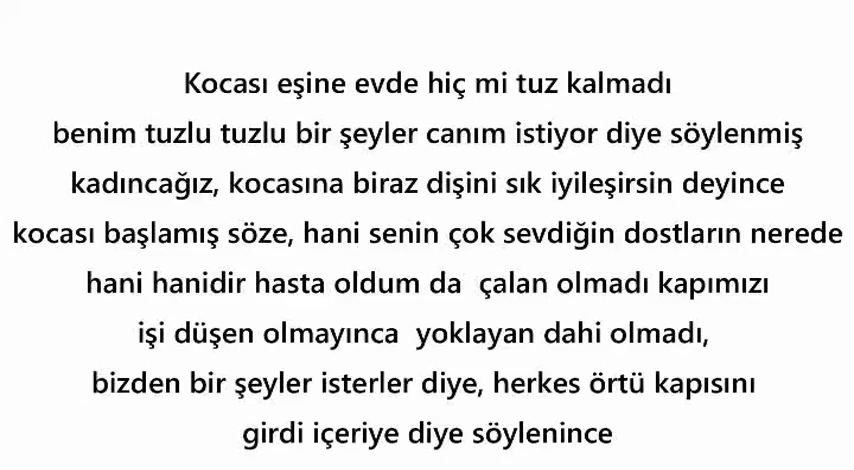 Kocası eşine evde hiç mi tuz kalmadı
benim tuzlu tuzlu bir şeyler canım istiyor diye söylenmiş
kadıncağız, kocasına biraz dişini sık iyileşirsin deyince
kocası başlamış söze, hani senin çok sevdiğin dostların nerede
hani hanidir hasta oldum da  çalan olmadı kapımızı
işi düşen olmayınca  yoklayan dahi olmadı,
bizden bir şeyler isterler diye, herkes örtü kapısını
girdi içeriye diye söylenince